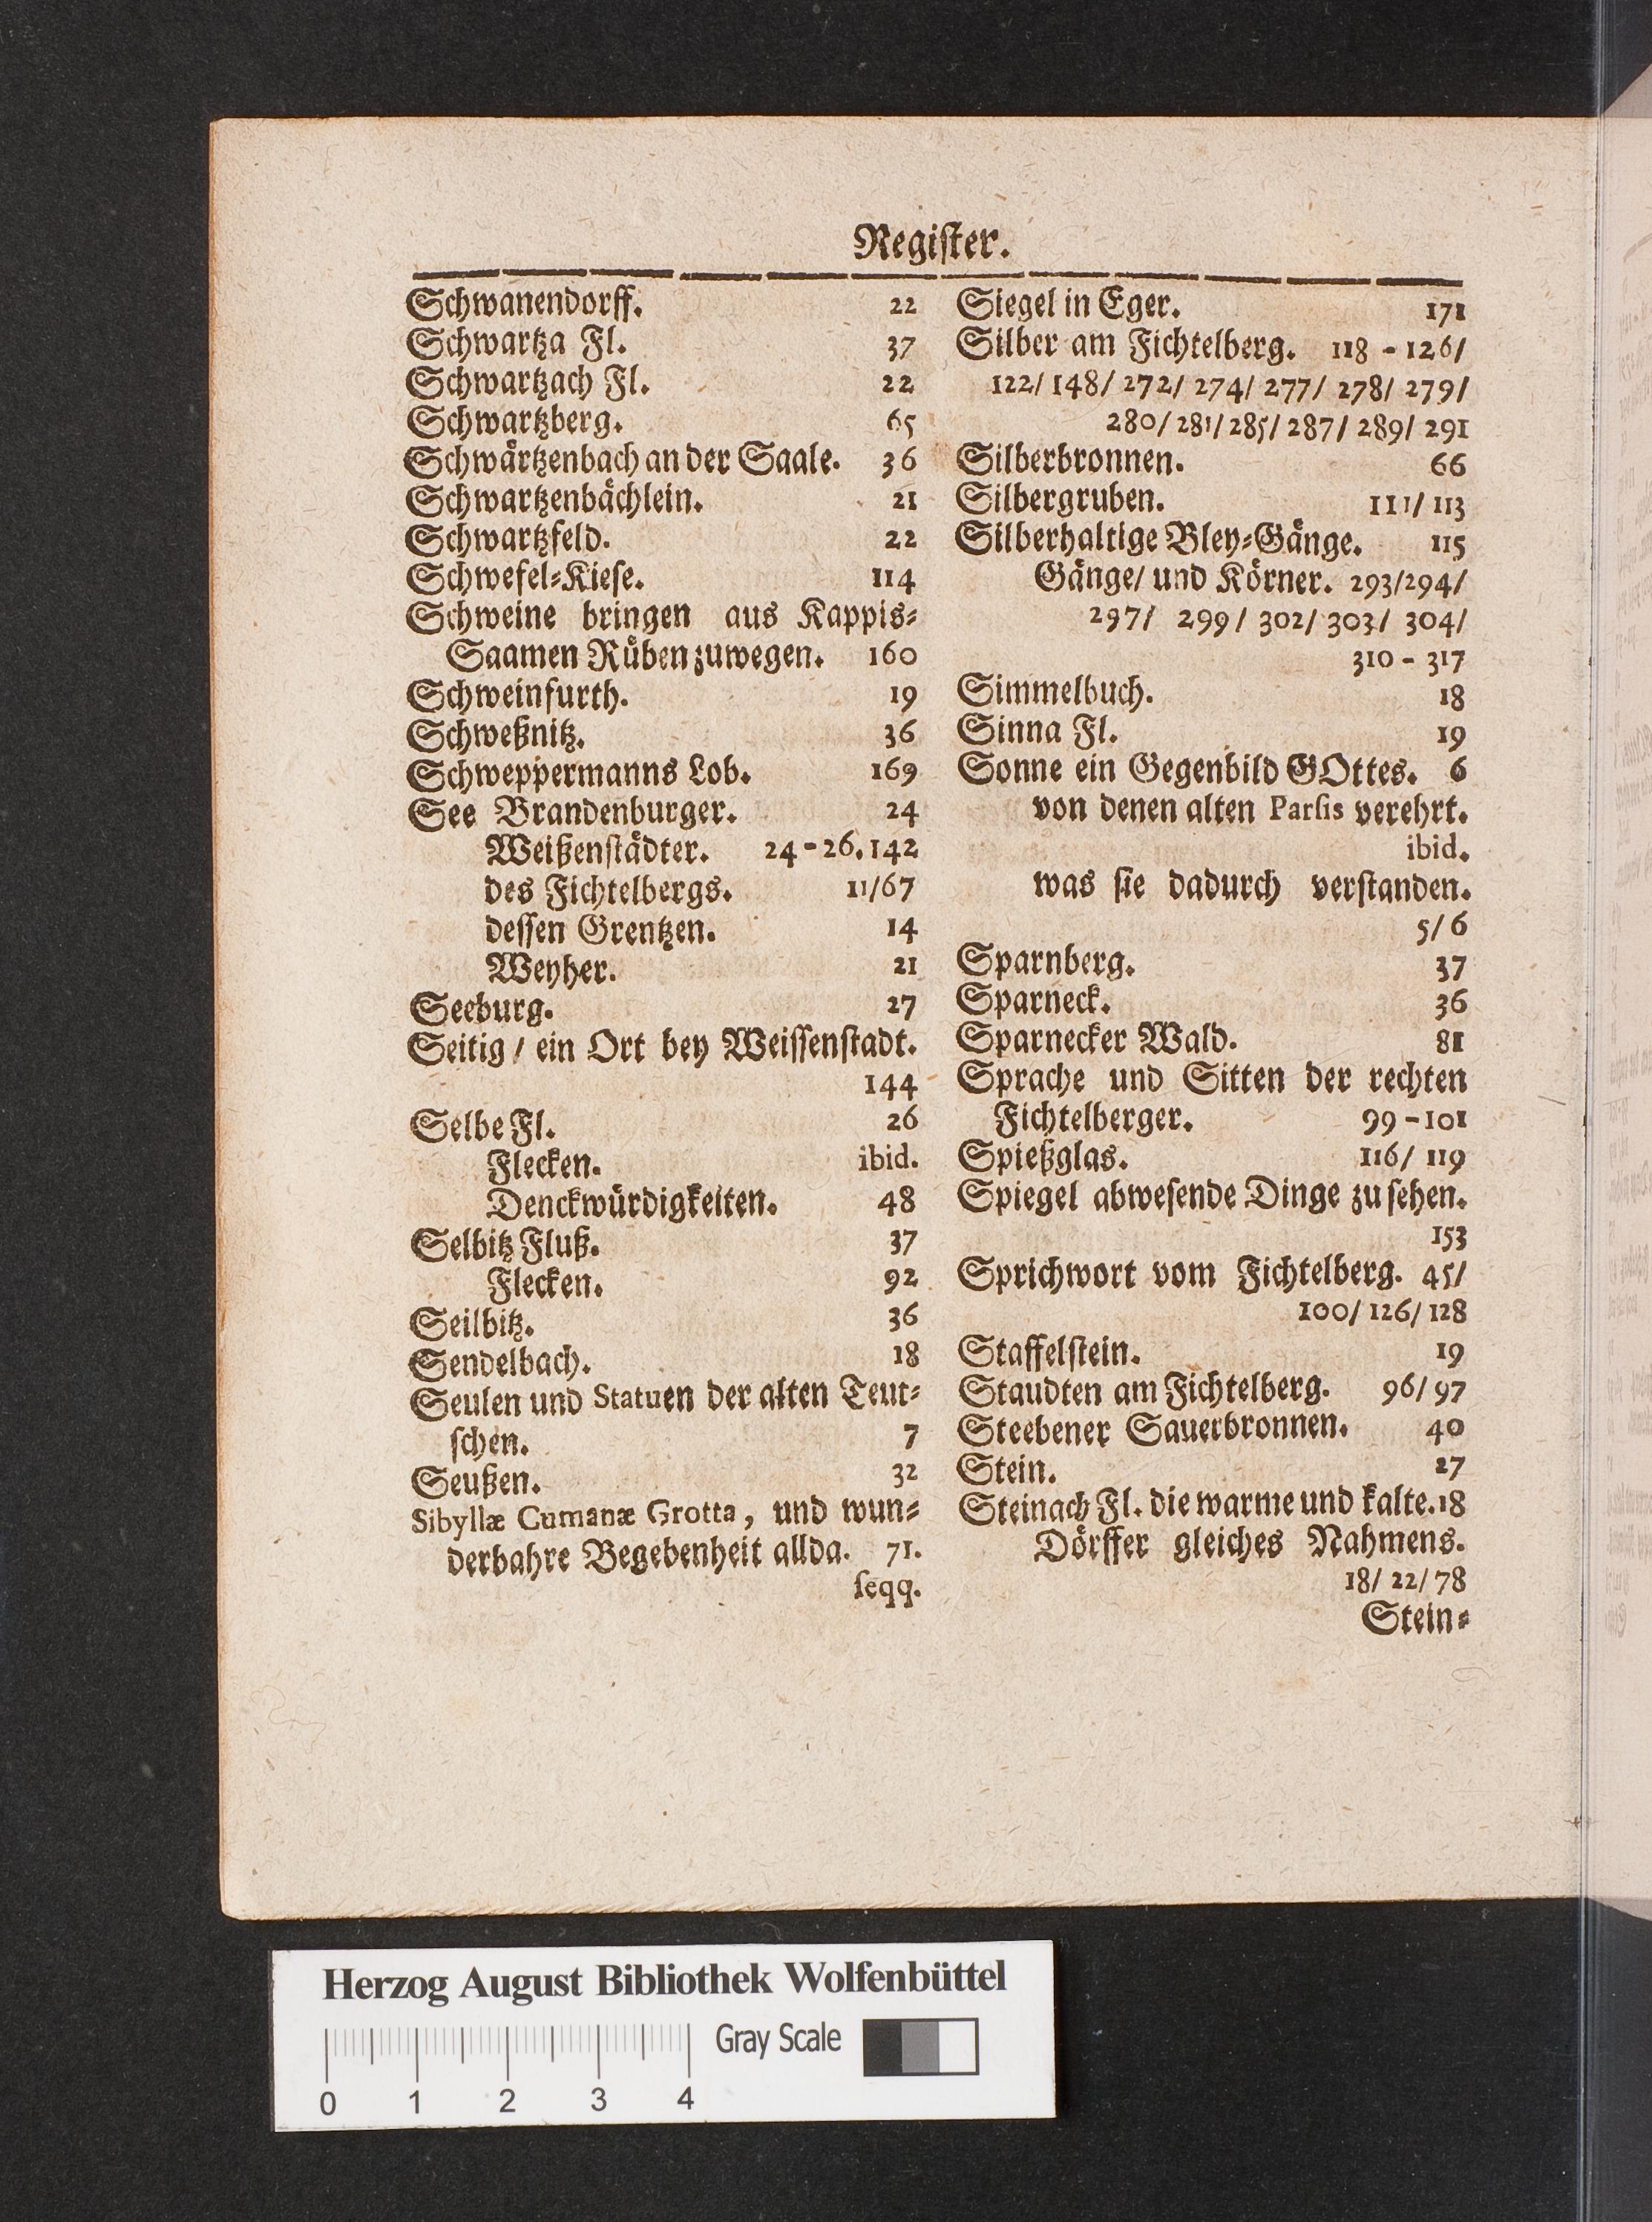 Regiſter.
Schwanendorff. 22
Schwartza Fl. 37
Schwartzach Fl. 22
Schwartzberg. 65
Schwärtzenbach an der Saale. 36
Schwartzenbächlein. 21
Schwartzfeld. 22
Schwefel-Kieſe. 114
Schweine bringen aus Kappis-
Saamen Rüben zuwegen. 160
Schweinfurth. 19
Schweßnitz. 36
Schweppermanns Lob. 169
See Brandenburger. 24
Weißenſtädter. 24-26. 142
des Fichtelbergs. 11/67
deſſen Grentzen. 14
Weyher. 21
Seeburg. 27
Seitig / ein Ort bey Weiſſenſtadt.
144
Selbe Fl. 26
Flecken. ibid.
Denckwürdigkeiten. 48
Selbitz Fluß. 37
Flecken. 92
Seilbitz. 36
Sendelbach. 18
Seulen und Statuen der alten Teut-
ſchen. 7
Seußen. 32
Sibyllæ Cumanæ Grotta, und wun-
derbahre Begebenheit allda. 71.
ſeqq.
Siegel in Eger. 171
Silber am Fichtelberg. 118 - 126/
122/ 148/ 272/ 274/ 277/ 278/ 279/
280/ 281/ 285/ 287/ 289/ 291
Silberbronnen. 66
Silbergruben. 111/ 113
Silberhaltige Bley-Gänge. 115
Gänge/ und Körner. 293/294/
297/ 299/ 302/ 303/ 304/
310 - 317
Simmelbuch. 18
Sinna Fl. 19
Sonne ein Gegenbild GOttes. 6
von denen alten Parſis verehrt.
ibid.
was ſie dadurch verſtanden.
5/ 6
Sparnberg. 37
Sparneck. 36
Sparnecker Wald. 81
Sprache und Sitten der rechten
Fichtelberger. 99 - 101
Spießglas. 116/ 119
Spiegel abweſende Dinge zu ſehen.
153
Sprichwort vom Fichtelberg. 45/
100/ 126/ 128
Staffelſtein. 19
Staudten am Fichtelberg. 96/ 97
Steebener Sauerbronnen. 40
Stein. 27
Steinach Fl. die warme und kalte. 18
Dörffer gleiches Nahmens.
18/ 22/ 78
Stein-
Herzog August Bibliothek Wolfenbüttel
Gray Scale
0 1 2 3 4